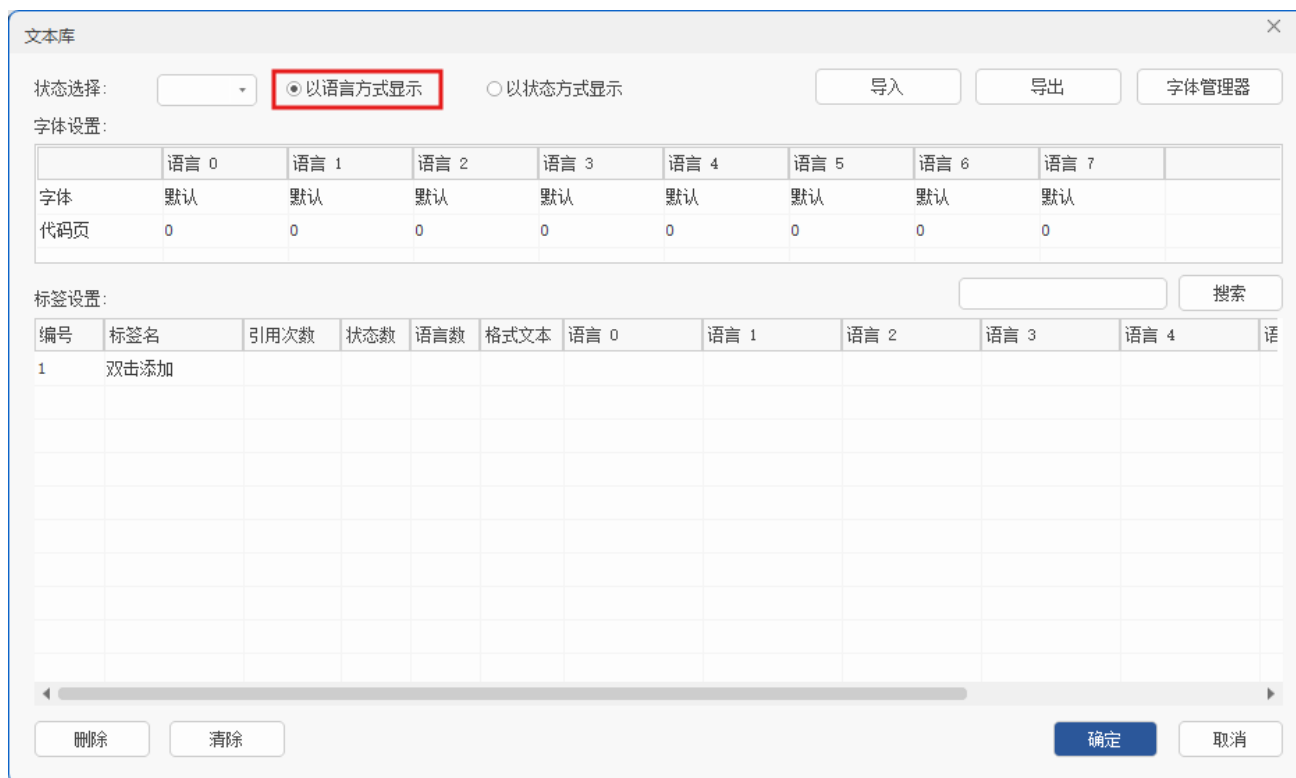 文本库
状态选择: 以语言方式显示 以状态方式显示 导入 导出 字体管理器
字体设置:
语言 0 语言 1 语言 2 语言 3 语言 4 语言 5 语言 6 语言 7
字体 默认 默认 默认 默认 默认 默认 默认 默认
代码页 0 0 0 0 0 0 0 0
标签设置: 搜索
编号 标签名 引用次数 状态数 语言数 格式文本 语言 0 语言 1 语言 2 语言 3 语言 4
1 双击添加
删除 清除 确定 取消